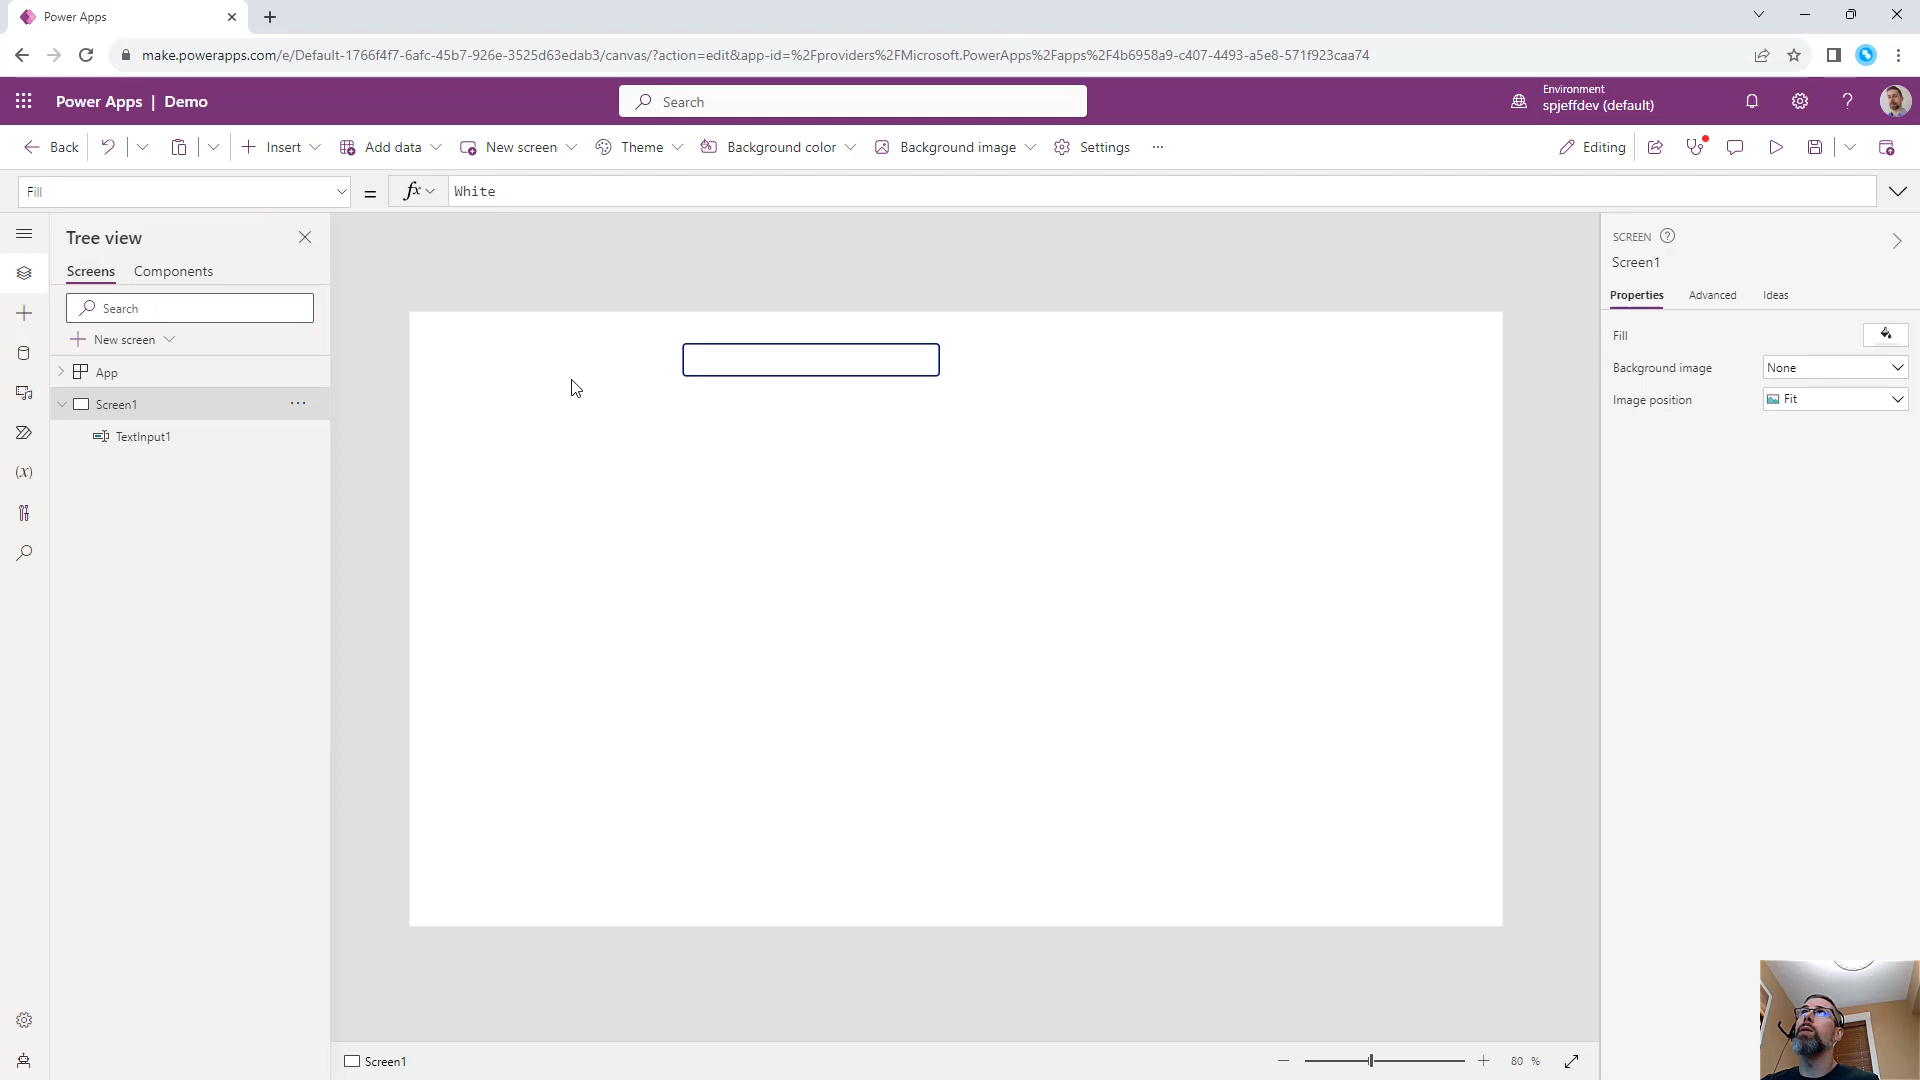 Power Apps
make.powerapps.com/e/Default-1766f4f7-6afc-45b7-926e-3525d63edab3/canvas/?action=edit&app-id=%2Fproviders%2FMicrosoft.PowerApps%2Fapps%2F4b6958a9-c407-4493-a5e8-571f923caa74
Power Apps | Demo
Search
Environment
spjeffdev (default)
?
Back
Insert
Add data
New screen
Theme
Background color
Background image
Settings
...
Editing
Fill
=
fx
White
Tree view
Screens
Components
Search
New screen
App
Screen1
...
TextInput1
(x)
SCREEN ?
Screen1
Properties
Advanced
Ideas
Fill
Background image
None
Image position
Fit
Screen1
80 %